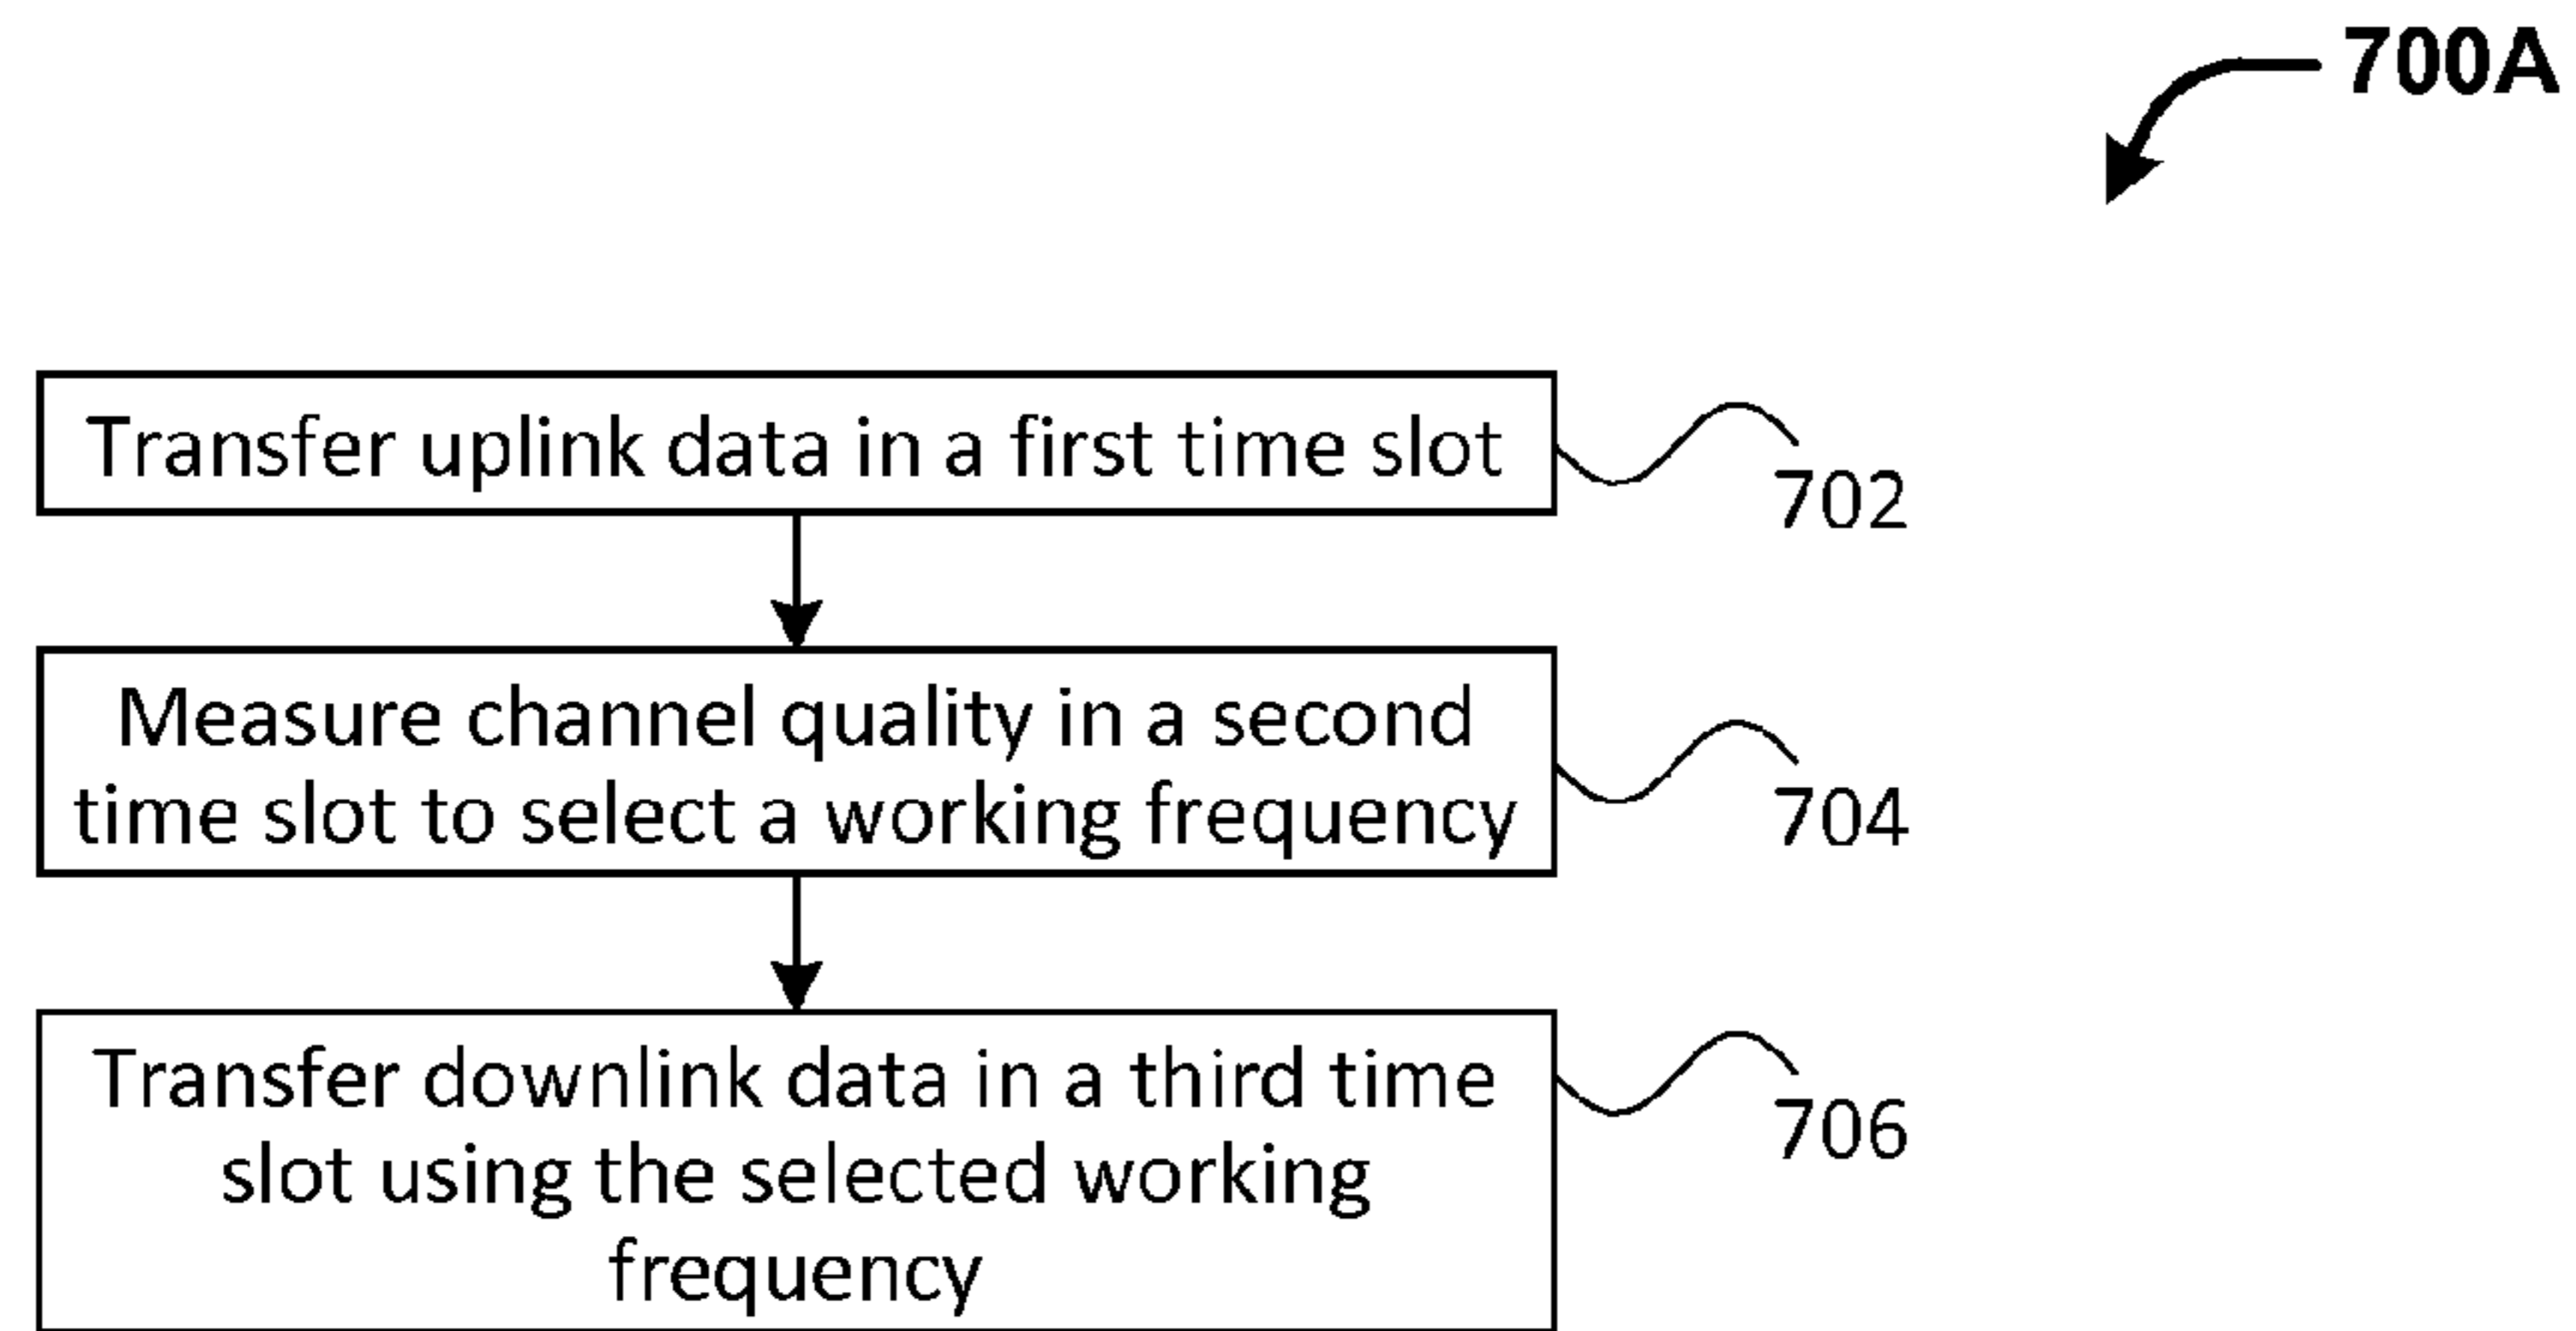 700A
Transfer uplink data in a first time slot
702
Measure channel quality in a second
time slot to select a working frequency
704
Transfer downlink data in a third time
slot using the selected working
frequency
706